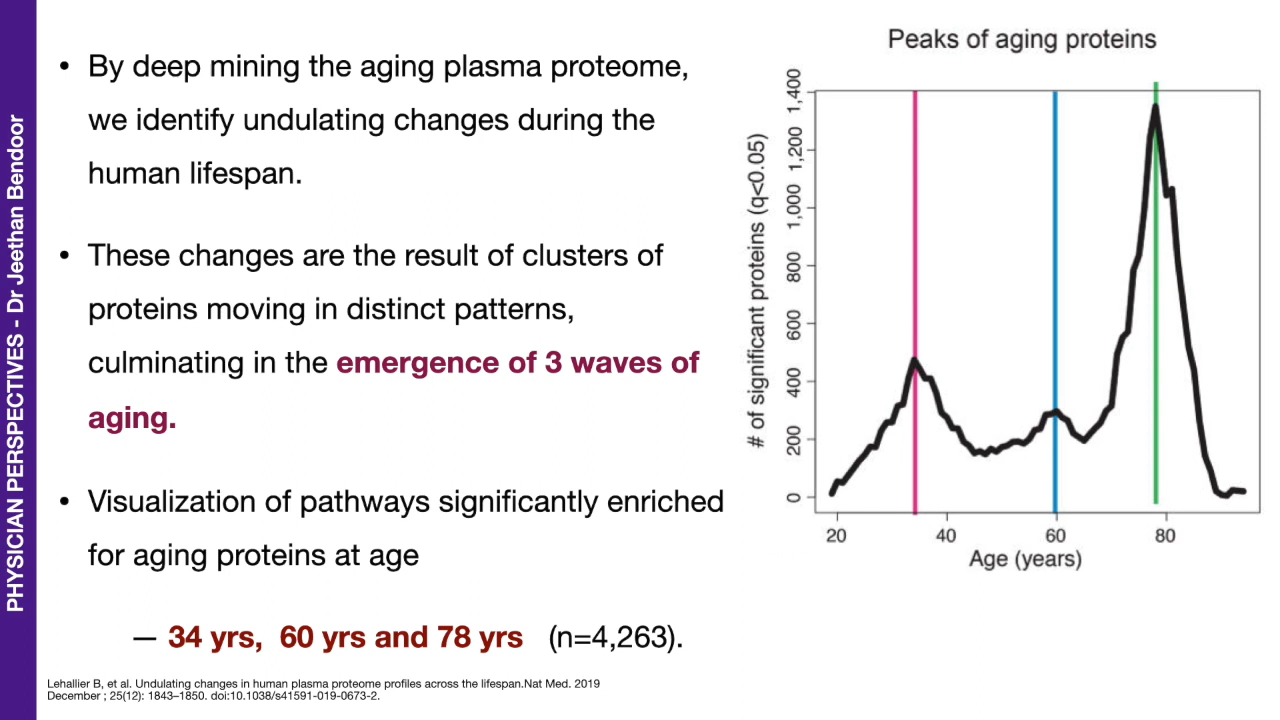 PHYSICIAN PERSPECTIVES - Dr Jeethan Bendoor
• By deep mining the aging plasma proteome,
we identify undulating changes during the
human lifespan.
• These changes are the result of clusters of
proteins moving in distinct patterns,
culminating in the emergence of 3 waves of
aging.
• Visualization of pathways significantly enriched
for aging proteins at age
— 34 yrs, 60 yrs and 78 yrs (n=4,263).
Lehallier B, et al. Undulating changes in human plasma proteome profiles across the lifespan.Nat Med. 2019
December ; 25(12): 1843–1850. doi:10.1038/s41591-019-0673-2.
Peaks of aging proteins
# of significant proteins (q<0.05)
1,400
1,200
1,000
800
600
400
200
0
20 40 60 80
Age (years)